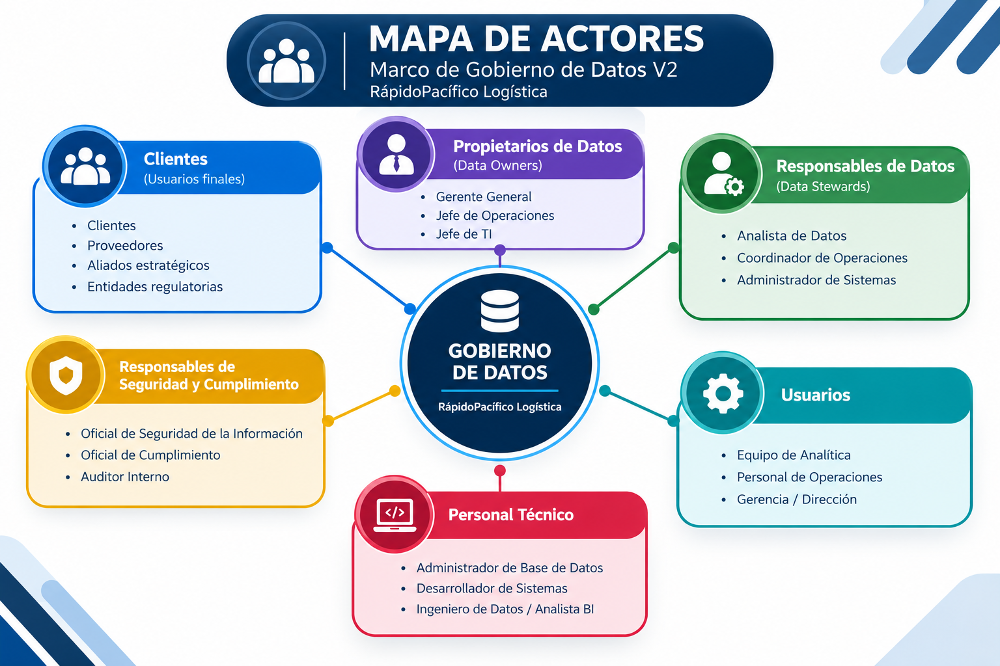 MAPA DE ACTORES
Marco de Gobierno de Datos V2
RápidoPacífico Logística
Clientes
(Usuarios finales)
• Clientes
• Proveedores
• Aliados estratégicos
• Entidades regulatorias
Propietarios de Datos
(Data Owners)
• Gerente General
• Jefe de Operaciones
• Jefe de TI
Responsables de Datos
(Data Stewards)
• Analista de Datos
• Coordinador de Operaciones
• Administrador de Sistemas
GOBIERNO
DE DATOS
RápidoPacífico Logística
Responsables de
Seguridad y Cumplimiento
• Oficial de Seguridad de la Información
• Oficial de Cumplimiento
• Auditor Interno
Usuarios
• Equipo de Analítica
• Personal de Operaciones
• Gerencia / Dirección
</>
Personal Técnico
• Administrador de Base de Datos
• Desarrollador de Sistemas
• Ingeniero de Datos / Analista BI